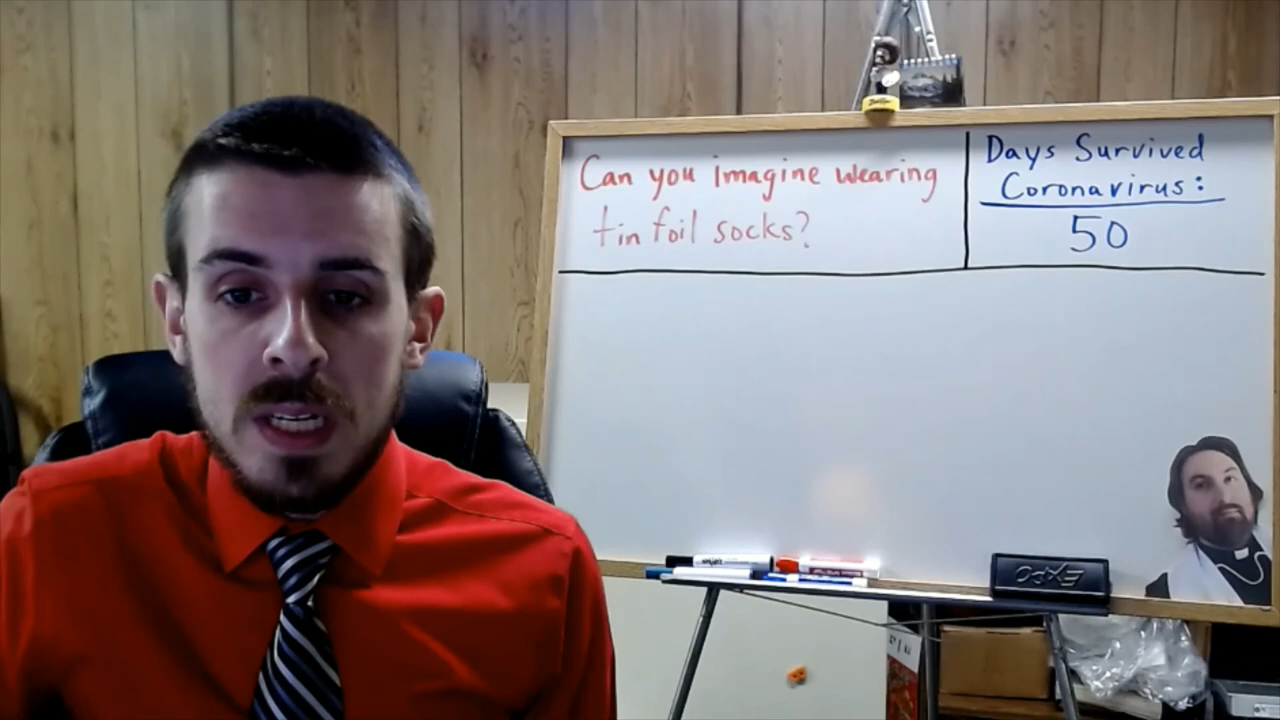 Can you imagine wearing
tin foil socks?
Days Survived
Coronavirus:
50
EXPO